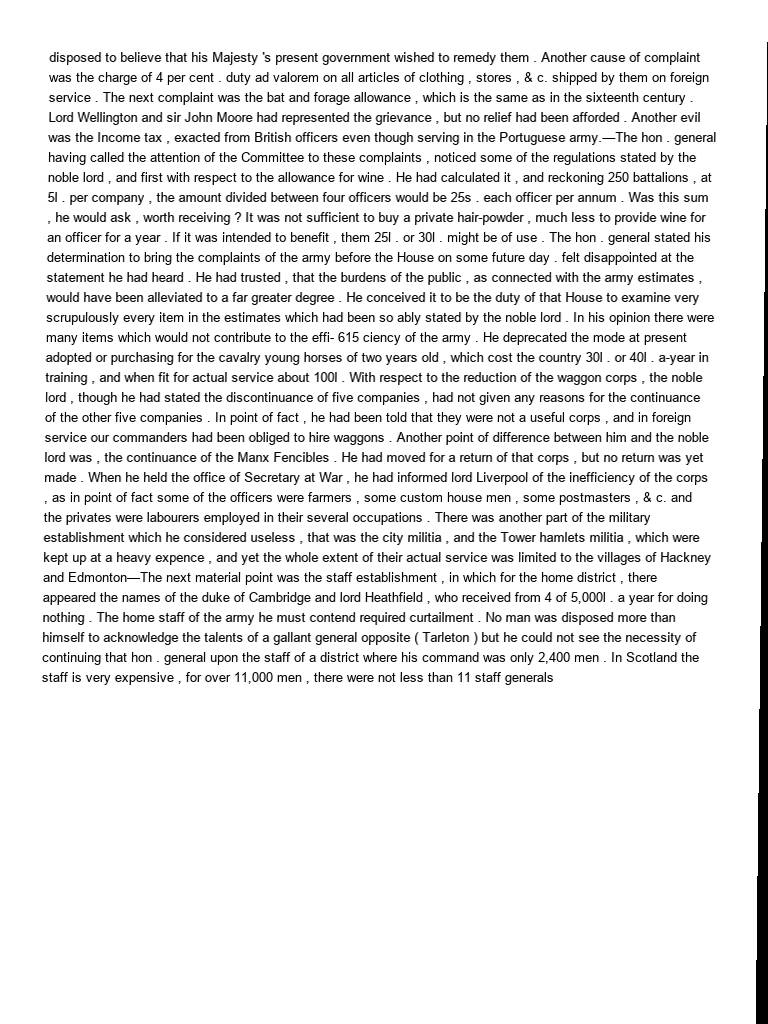 disposed to believe that his Majesty 's present government wished to remedy them . Another cause of complaint
was the charge of 4 per cent . duty ad valorem on all articles of clothing , stores , & c. shipped by them on foreign
service . The next complaint was the bat and forage allowance , which is the same as in the sixteenth century .
Lord Wellington and sir John Moore had represented the grievance , but no relief had been afforded . Another evil
was the Income tax , exacted from British officers even though serving in the Portuguese army.—The hon . general
having called the attention of the Committee to these complaints , noticed some of the regulations stated by the
noble lord , and first with respect to the allowance for wine . He had calculated it , and reckoning 250 battalions , at
5l . per company , the amount divided between four officers would be 25s . each officer per annum . Was this sum
, he would ask , worth receiving ? It was not sufficient to buy a private hair-powder , much less to provide wine for
an officer for a year . If it was intended to benefit , them 25l . or 30l . might be of use . The hon . general stated his
determination to bring the complaints of the army before the House on some future day . felt disappointed at the
statement he had heard . He had trusted , that the burdens of the public , as connected with the army estimates ,
would have been alleviated to a far greater degree . He conceived it to be the duty of that House to examine very
scrupulously every item in the estimates which had been so ably stated by the noble lord . In his opinion there were
many items which would not contribute to the effi- 615 ciency of the army . He deprecated the mode at present
adopted or purchasing for the cavalry young horses of two years old , which cost the country 30l . or 40l . a-year in
training , and when fit for actual service about 100l . With respect to the reduction of the waggon corps , the noble
lord , though he had stated the discontinuance of five companies , had not given any reasons for the continuance
of the other five companies . In point of fact , he had been told that they were not a useful corps , and in foreign
service our commanders had been obliged to hire waggons . Another point of difference between him and the noble
lord was , the continuance of the Manx Fencibles . He had moved for a return of that corps , but no return was yet
made . When he held the office of Secretary at War , he had informed lord Liverpool of the inefficiency of the corps
, as in point of fact some of the officers were farmers , some custom house men , some postmasters , & c. and
the privates were labourers employed in their several occupations . There was another part of the military
establishment which he considered useless , that was the city militia , and the Tower hamlets militia , which were
kept up at a heavy expence , and yet the whole extent of their actual service was limited to the villages of Hackney
and Edmonton—The next material point was the staff establishment , in which for the home district , there
appeared the names of the duke of Cambridge and lord Heathfield , who received from 4 of 5,000l . a year for doing
nothing . The home staff of the army he must contend required curtailment . No man was disposed more than
himself to acknowledge the talents of a gallant general opposite ( Tarleton ) but he could not see the necessity of
continuing that hon . general upon the staff of a district where his command was only 2,400 men . In Scotland the
staff is very expensive , for over 11,000 men , there were not less than 11 staff generals